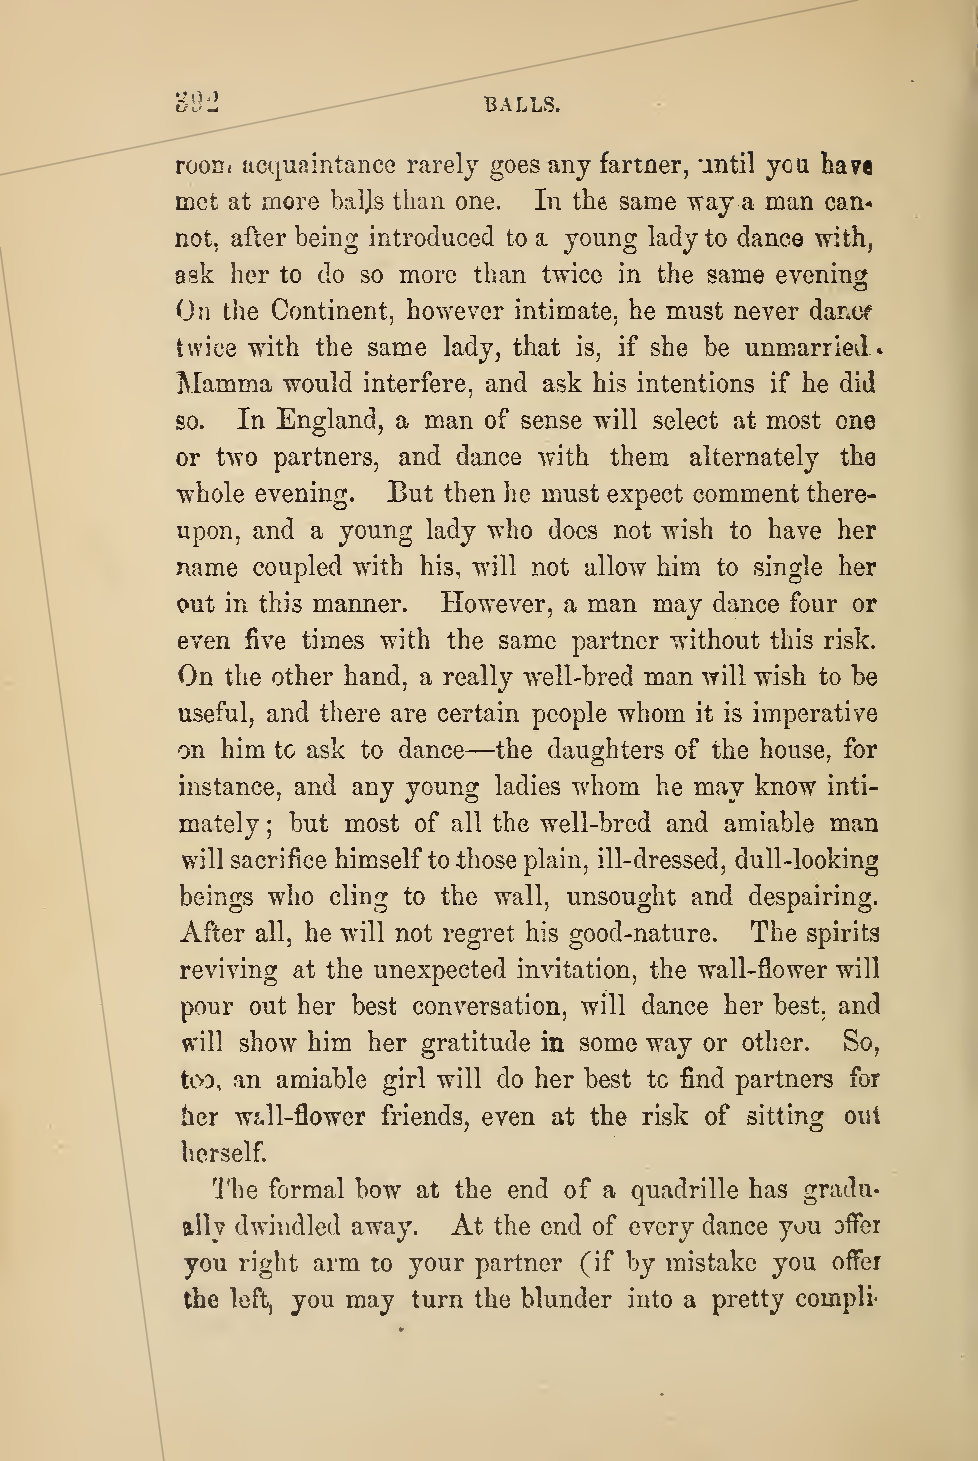 392 BALLS.
room acquaintance rarely goes any farther, until you have
met at more balls than one. In the same way a man can-
not, after being introduced to a young lady to dance with,
ask her to do so more than twice in the same evening
On the Continent, however intimate, he must never dance
twice with the same lady, that is, if she be unmarried.
Mamma would interfere, and ask his intentions if he did
so. In England, a man of sense will select at most one
or two partners, and dance with them alternately the
whole evening. But then he must expect comment there-
upon, and a young lady who does not wish to have her
name coupled with his, will not allow him to single her
out in this manner. However, a man may dance four or
even five times with the same partner without this risk.
On the other hand, a really well-bred man will wish to be
useful, and there are certain people whom it is imperative
on him to ask to dance—the daughters of the house, for
instance, and any young ladies whom he may know inti-
mately; but most of all the well-bred and amiable man
will sacrifice himself to those plain, ill-dressed, dull-looking
beings who cling to the wall, unsought and despairing.
After all, he will not regret his good-nature. The spirits
reviving at the unexpected invitation, the wall-flower will
pour out her best conversation, will dance her best, and
will show him her gratitude in some way or other. So,
too, an amiable girl will do her best to find partners for
her wall-flower friends, even at the risk of sitting out
herself.
The formal bow at the end of a quadrille has gradu-
ally dwindled away. At the end of every dance you offer
you right arm to your partner (if by mistake you offer
the left, you may turn the blunder into a pretty compli-